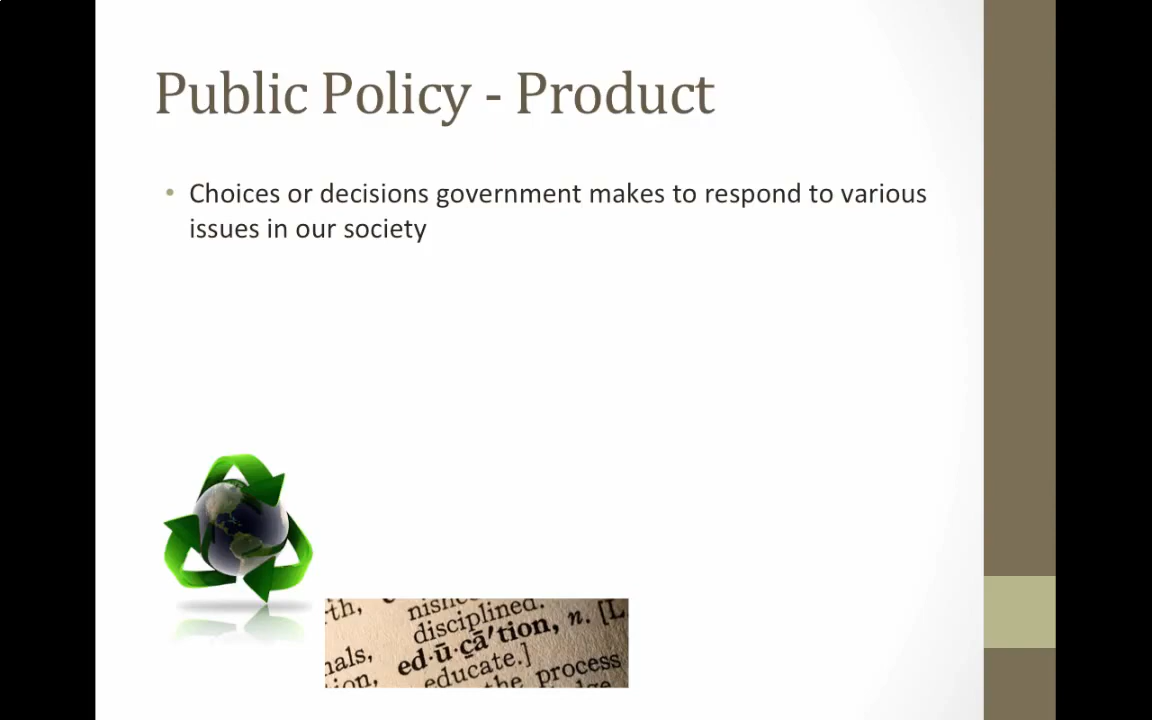 Public Policy - Product
• Choices or decisions government makes to respond to various
issues in our society
th,
disciplined.
ed·ū·cā′tion, n. [L
educate.]
the process